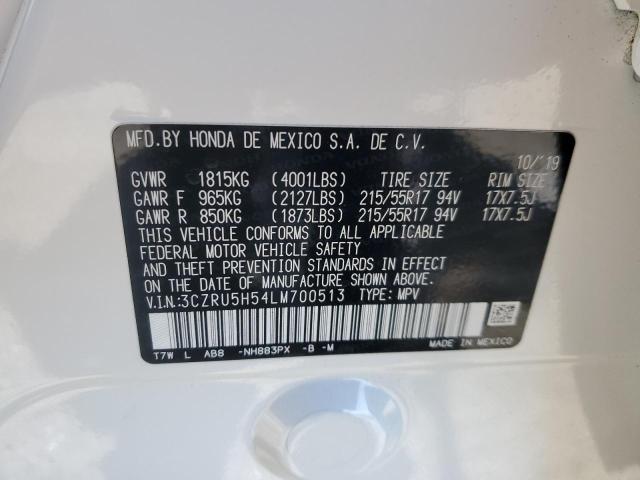 MFD.BY HONDA DE MEXICO S.A. DE C.V.
10/'19
GVWR 1815KG (4001LBS) TIRE SIZE RIM SIZE
GAWR F 965KG (2127LBS) 215/55R17 94V 17X7.5J
GAWR R 850KG (1873LBS) 215/55R17 94V 17X7.5J
THIS VEHICLE CONFORMS TO ALL APPLICABLE
FEDERAL MOTOR VEHICLE SAFETY
AND THEFT PREVENTION STANDARDS IN EFFECT
ON THE DATE OF MANUFACTURE SHOWN ABOVE.
V.I.N:3CZRU5H54LM700513 TYPE: MPV
T7W L AB8 -NH883PX -B -M MADE IN MEXICO